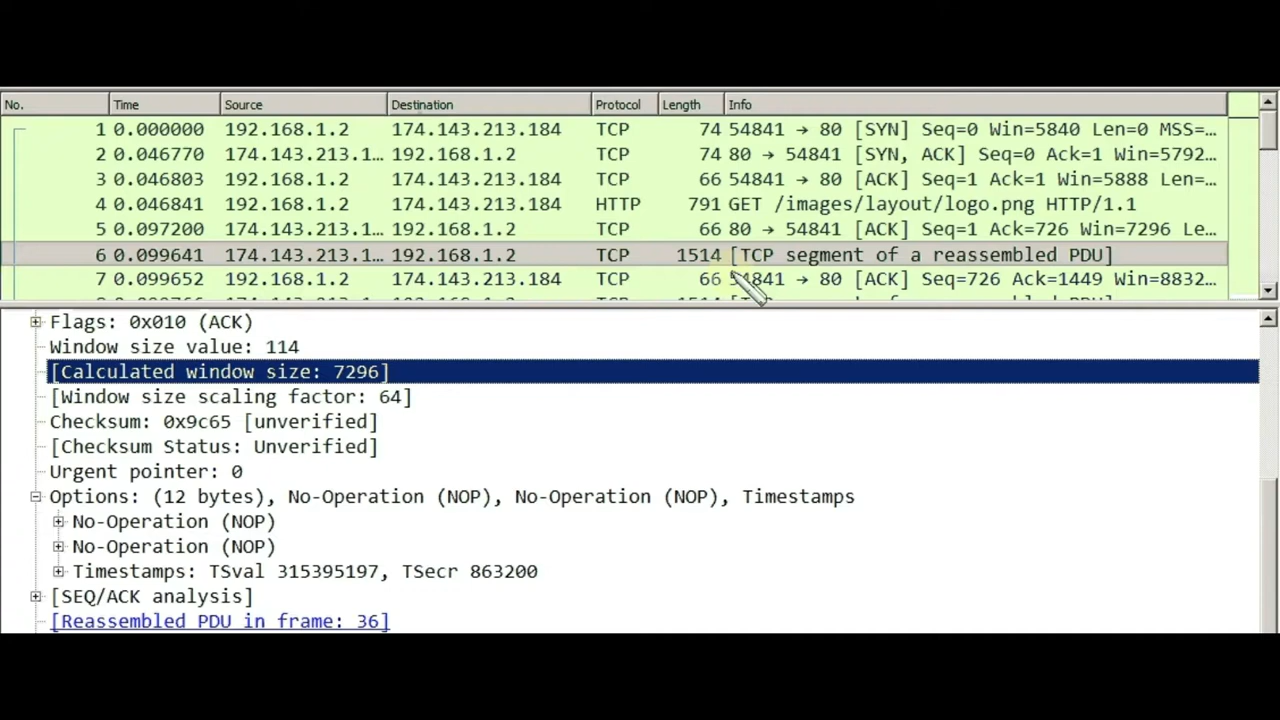 No. Time Source Destination Protocol Length Info
1 0.000000 192.168.1.2 174.143.213.184 TCP 74 54841 → 80 [SYN] Seq=0 Win=5840 Len=0 MSS=…
2 0.046770 174.143.213.1… 192.168.1.2 TCP 74 80 → 54841 [SYN, ACK] Seq=0 Ack=1 Win=5792…
3 0.046803 192.168.1.2 174.143.213.184 TCP 66 54841 → 80 [ACK] Seq=1 Ack=1 Win=5888 Len=…
4 0.046841 192.168.1.2 174.143.213.184 HTTP 791 GET /images/layout/logo.png HTTP/1.1
5 0.097200 174.143.213.1… 192.168.1.2 TCP 66 80 → 54841 [ACK] Seq=1 Ack=726 Win=7296 Le…
6 0.099641 174.143.213.1… 192.168.1.2 TCP 1514 [TCP segment of a reassembled PDU]
7 0.099652 192.168.1.2 174.143.213.184 TCP 66 54841 → 80 [ACK] Seq=726 Ack=1449 Win=8832…
Flags: 0x010 (ACK)
Window size value: 114
[Calculated window size: 7296]
[Window size scaling factor: 64]
Checksum: 0x9c65 [unverified]
[Checksum Status: Unverified]
Urgent pointer: 0
Options: (12 bytes), No-Operation (NOP), No-Operation (NOP), Timestamps
No-Operation (NOP)
No-Operation (NOP)
Timestamps: TSval 315395197, TSecr 863200
[SEQ/ACK analysis]
[Reassembled PDU in frame: 36]